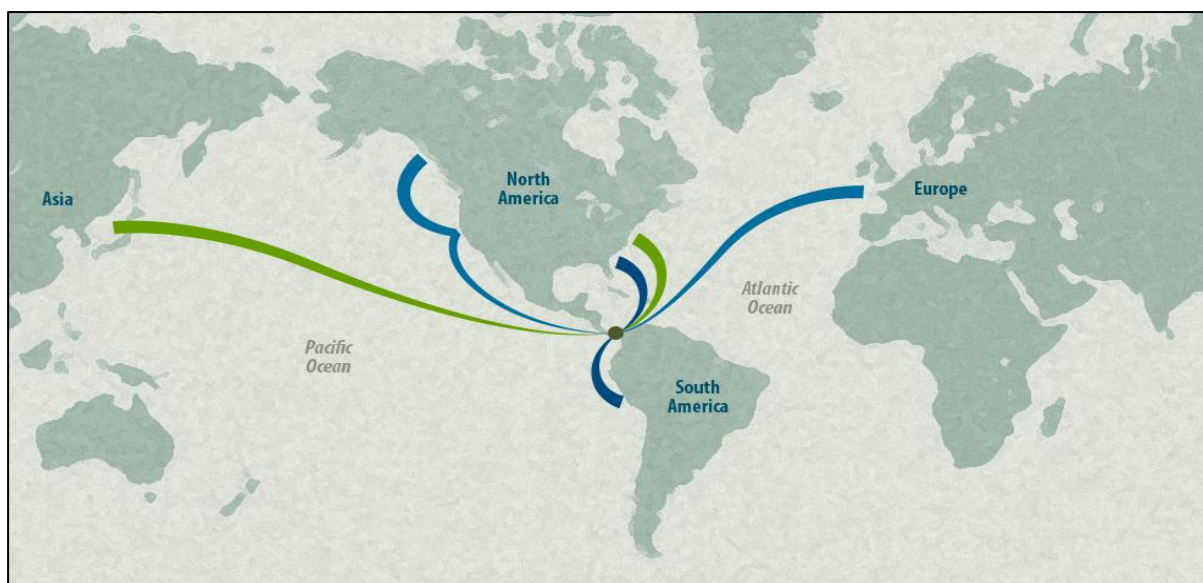 Asia
North
America
Europe
Atlantic
Ocean
Pacific
Ocean
South
America